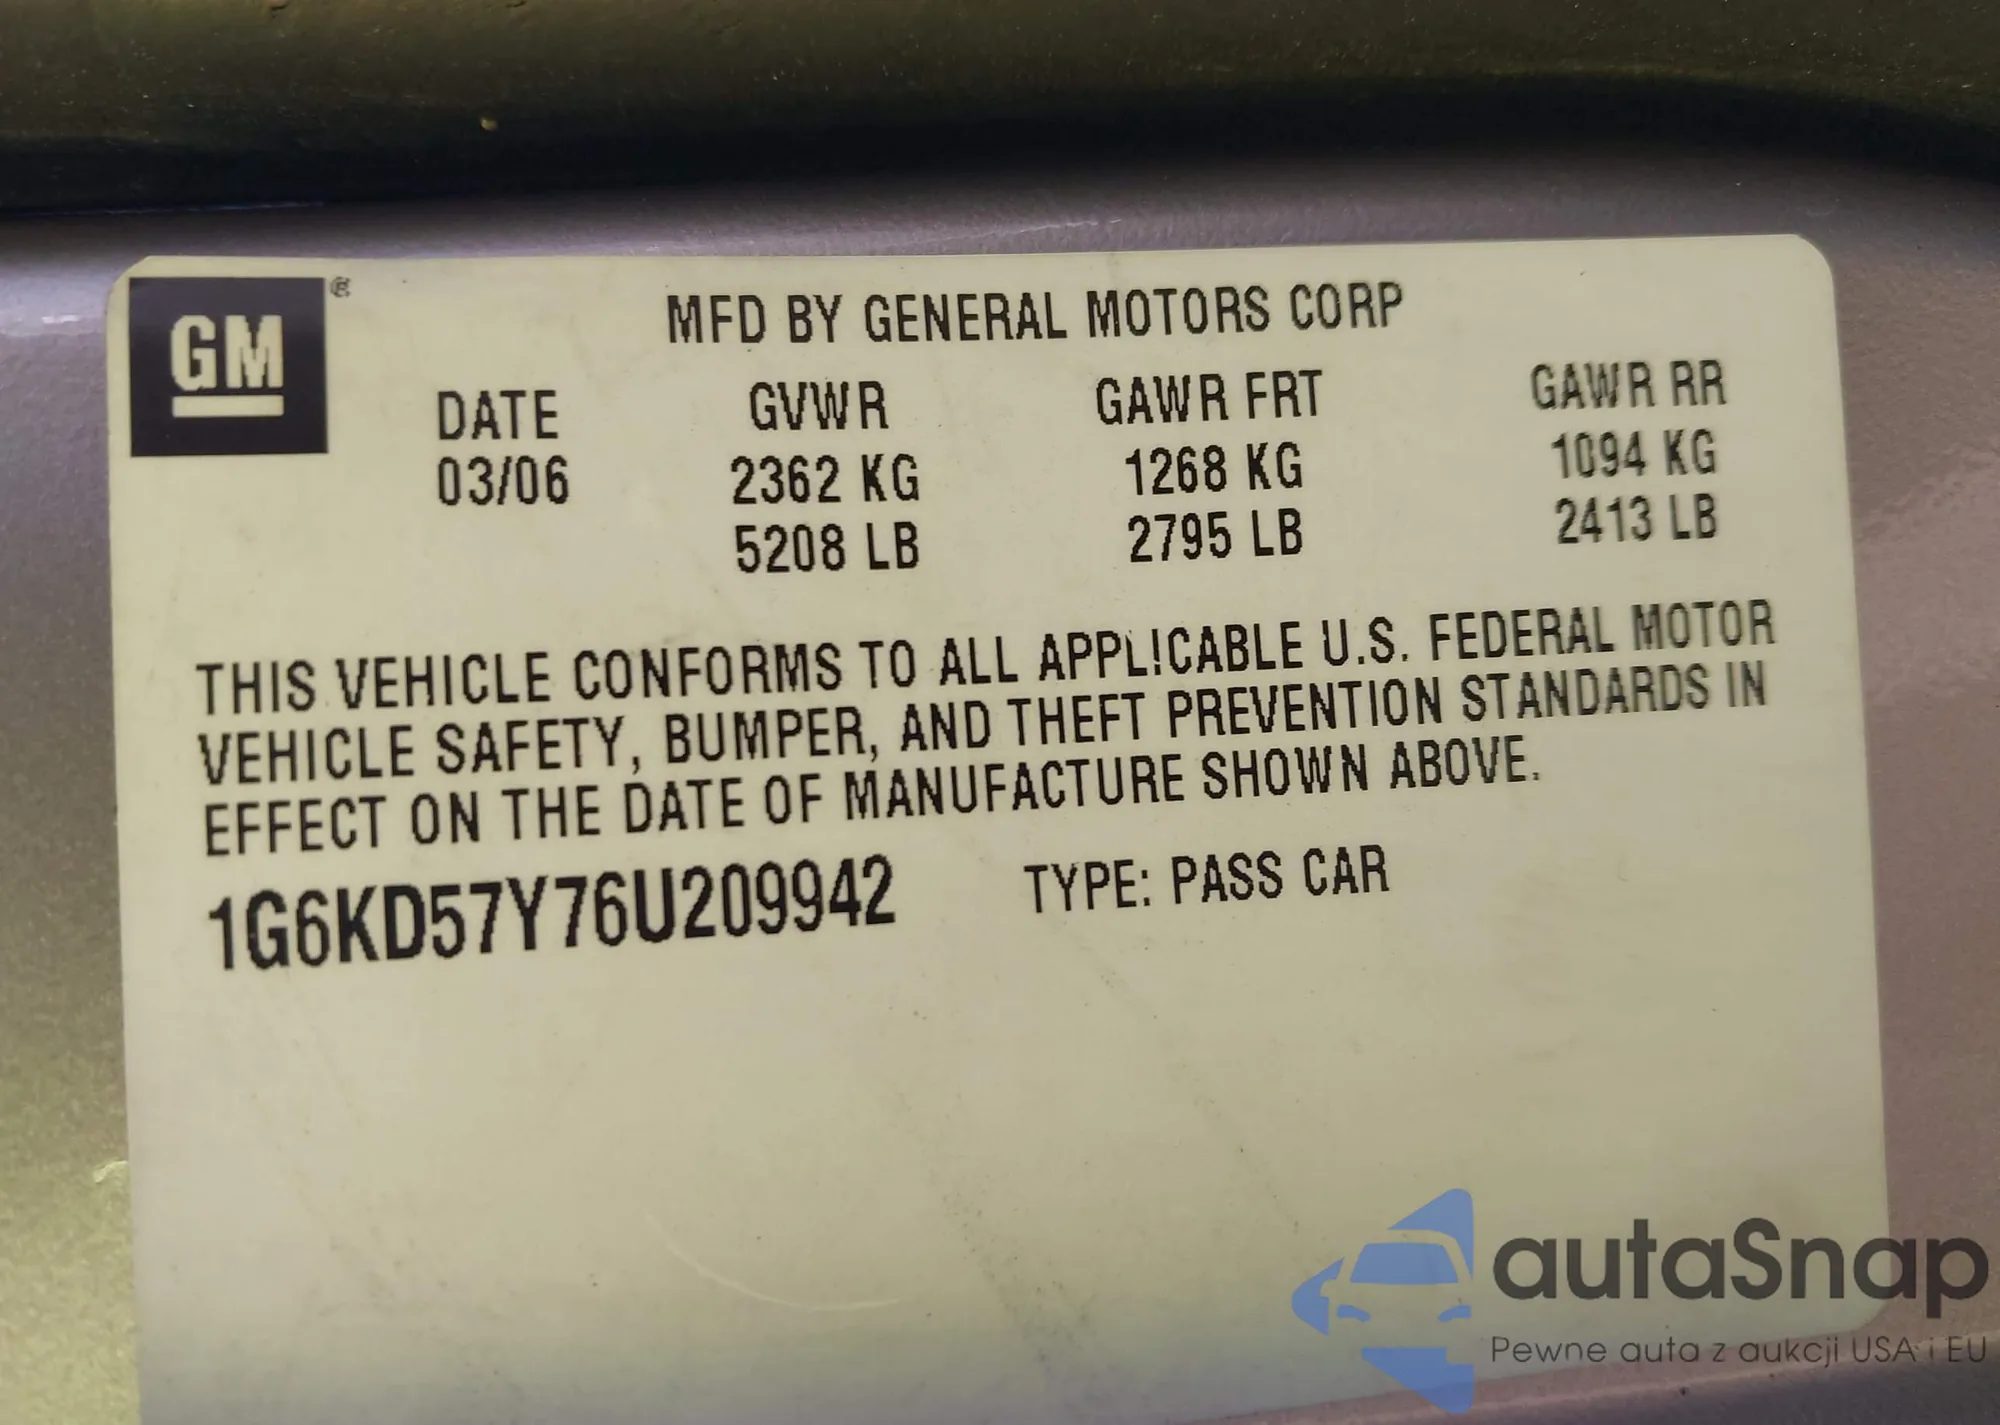 GM ®
MFD BY GENERAL MOTORS CORP
DATE GVWR GAWR FRT GAWR RR
03/06 2362 KG 1268 KG 1094 KG
5208 LB 2795 LB 2413 LB
THIS VEHICLE CONFORMS TO ALL APPL!CABLE U.S. FEDERAL MOTOR
VEHICLE SAFETY, BUMPER, AND THEFT PREVENTION STANDARDS IN
EFFECT ON THE DATE OF MANUFACTURE SHOWN ABOVE.
1G6KD57Y76U209942 TYPE: PASS CAR
autaSnap
Pewne auta z aukcji USA i EU